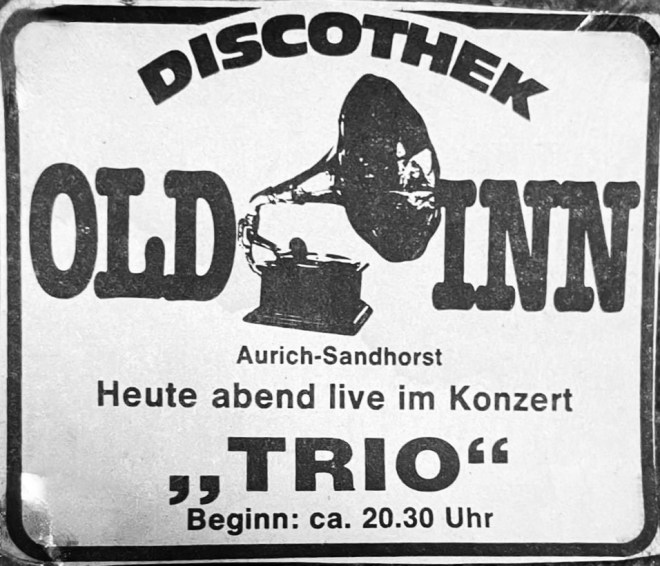 DISCOTHEK
OLD INN
Aurich-Sandhorst
Heute abend live im Konzert
„TRIO“
Beginn: ca. 20.30 Uhr